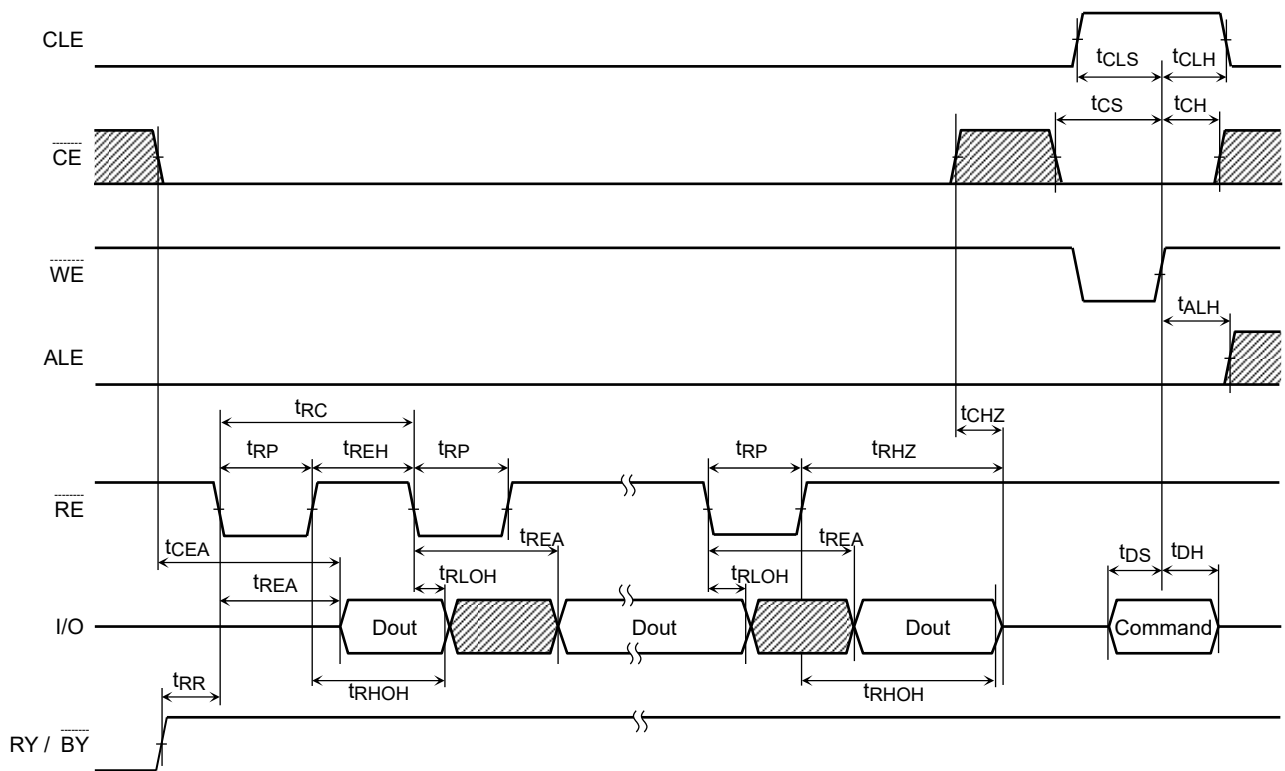 CLE
tCLS
tCLH
tCS
tCH
CE
WE
tALH
ALE
tRC
tCHZ
tRP
tREH
tRP
tRP
tRHZ
RE
tCEA
tREA
tREA
tREA
tRLOH
tRLOH
tDS
tDH
I/O
Dout
Dout
Dout
Command
tRR
tRHOH
tRHOH
RY / BY